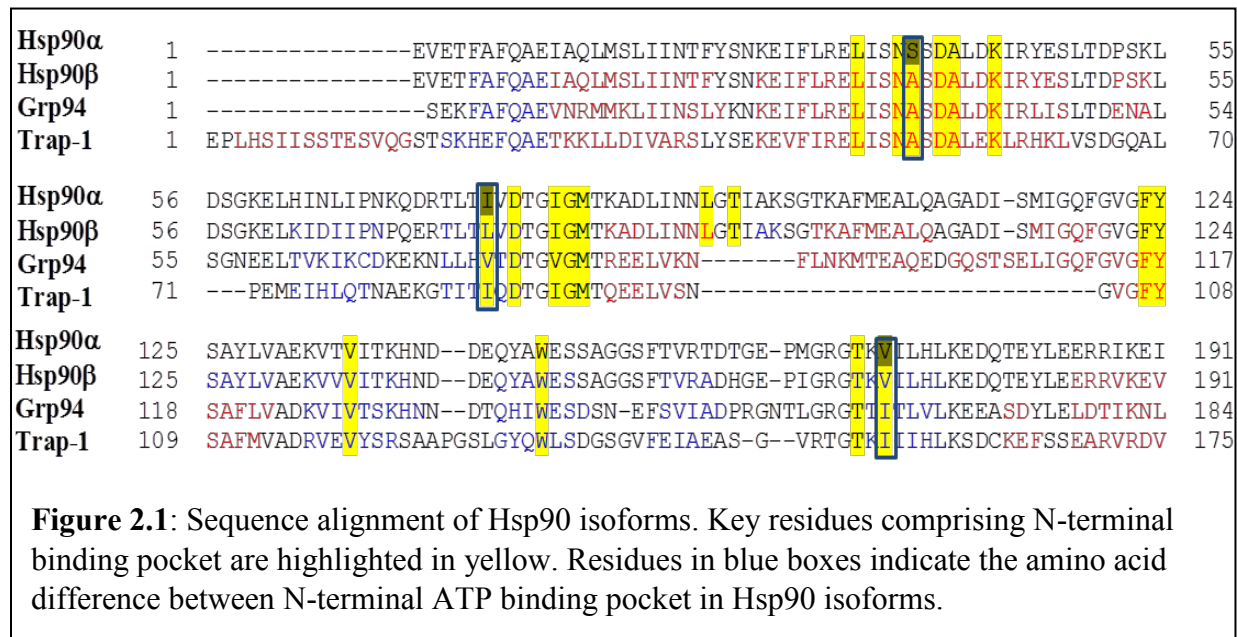 Hsp90α 1 ---------------EVETFAFQAEIAQLMSLIINTFYSNKEIFLRELISNSSDALDKIRYESLTDPSKL 55
Hsp90β 1 ---------------EVETFAFQAEIAQLMSLIINTFYSNKEIFLRELISNASDALDKIRYESLTDPSKL 55
Grp94 1 ----------------SEKFAFQAEVNRMMKLIINSLYKNKEIFLRELISNASDALDKIRLISLTDENAL 54
Trap-1 1 EPLHSIISSTESVQGSTSKHEFQAETKKLLDIVARSLYSEKEVFIRELISNASDALEKLRHKLVSDGQAL 70
Hsp90α 56 DSGKELHINLIPNKQDRTLTIVDTGIGMTKADLINNLGTIAKSGTKAFMEALQAGADI-SMIGQFGVGFY 124
Hsp90β 56 DSGKELKIDIIPNPQERTLTLVDTGIGMTKADLINNLGTIAKSGTKAFMEALQAGADI-SMIGQFGVGFY 124
Grp94 55 SGNEELTVKIKCDKEKNLLHVTDTGVGMTREELVKN-------FLNKMTEAQEDGQSTSELIGQFGVGFY 117
Trap-1 71 ---PEMEIHLQTNAEKGTITIQDTGIGMTQEELVSN-----------------------------GVGFY 108
Hsp90α 125 SAYLVAEKVTVITKHND--DEQYAWESSAGGSFTVRTDTGE-PMGRGTKVILHLKEDQTEYLEERRIKEI 191
Hsp90β 125 SAYLVAEKVVVITKHND--DEQYAWESSAGGSFTVRADHGE-PIGRGTKVILHLKEDQTEYLEERRVKEV 191
Grp94 118 SAFLVADKVIVTSKHNN--DTQHIWESDSN-EFSVIADPRGNTLGRGTTITLVLKEEASDYLELDTIKNL 184
Trap-1 109 SAFMVADRVEVYSRSAAPGSLGYQWLSDGSGVFEIAEAS-G--VRTGTKIIIHLKSDCKEFSSEARVRDV 175
Figure 2.1: Sequence alignment of Hsp90 isoforms. Key residues comprising N-terminal
binding pocket are highlighted in yellow. Residues in blue boxes indicate the amino acid
difference between N-terminal ATP binding pocket in Hsp90 isoforms.